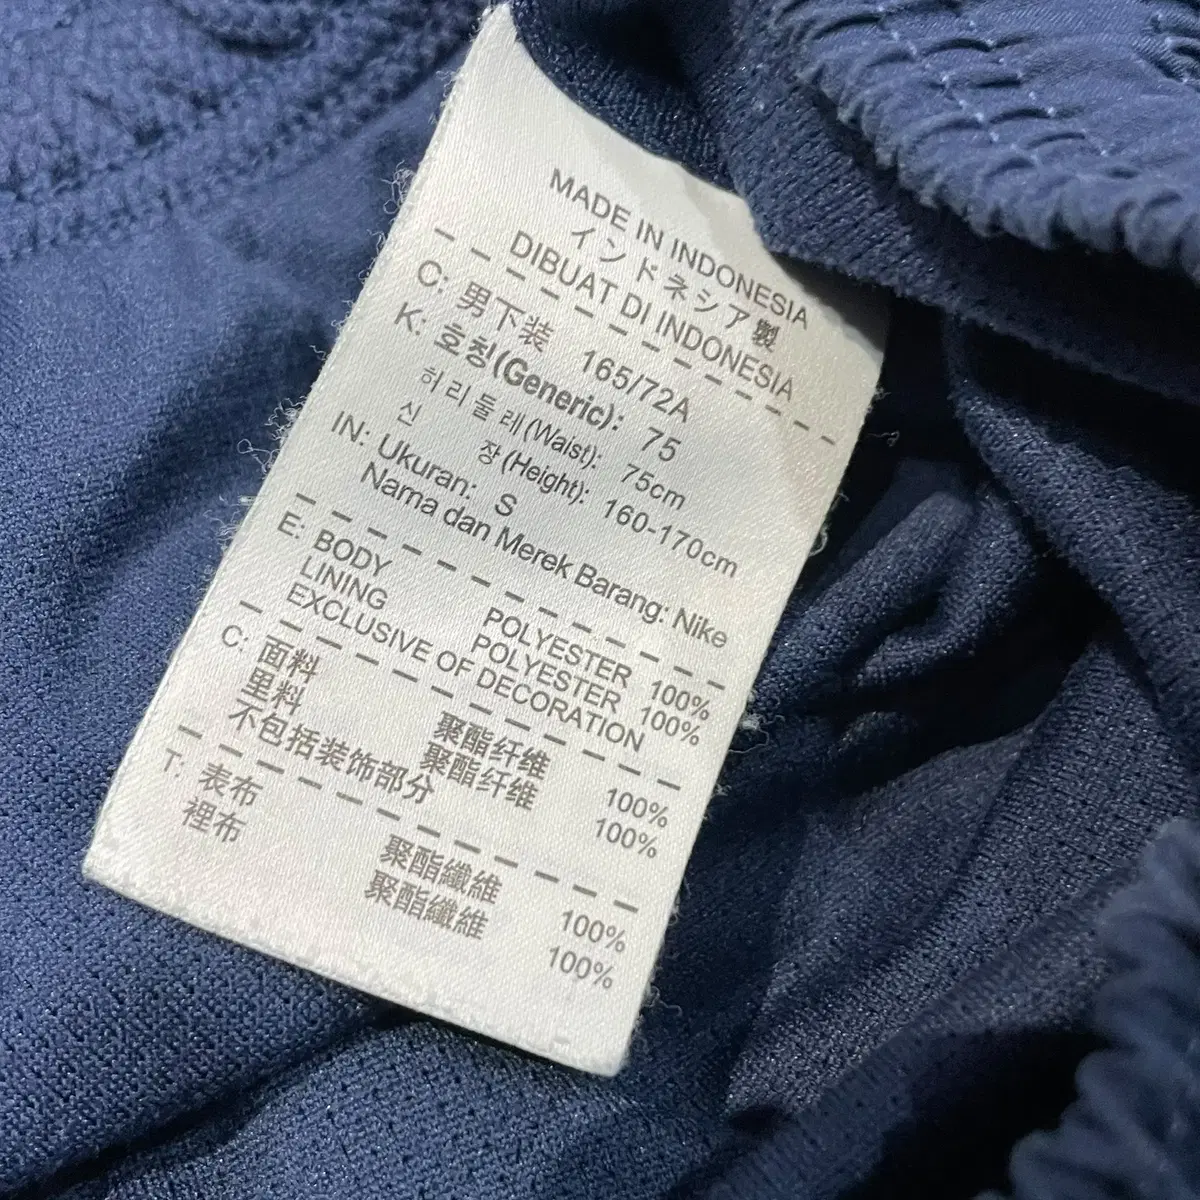 MADE IN INDONESIA
インドネシア製
DIBUAT DI INDONESIA
C: 男下装 165/72A
K: 호칭(Generic): 75
허리둘레(Waist): 75cm
신 장(Height): 160-170cm
IN: Ukuran: S
Nama dan Merek Barang: Nike
E: BODY POLYESTER 100%
LINING POLYESTER 100%
EXCLUSIVE OF DECORATION
C: 面料 聚酯纤维 100%
里料 聚酯纤维 100%
不包括装饰部分
T: 表布 聚酯纖維 100%
裡布 聚酯纖維 100%